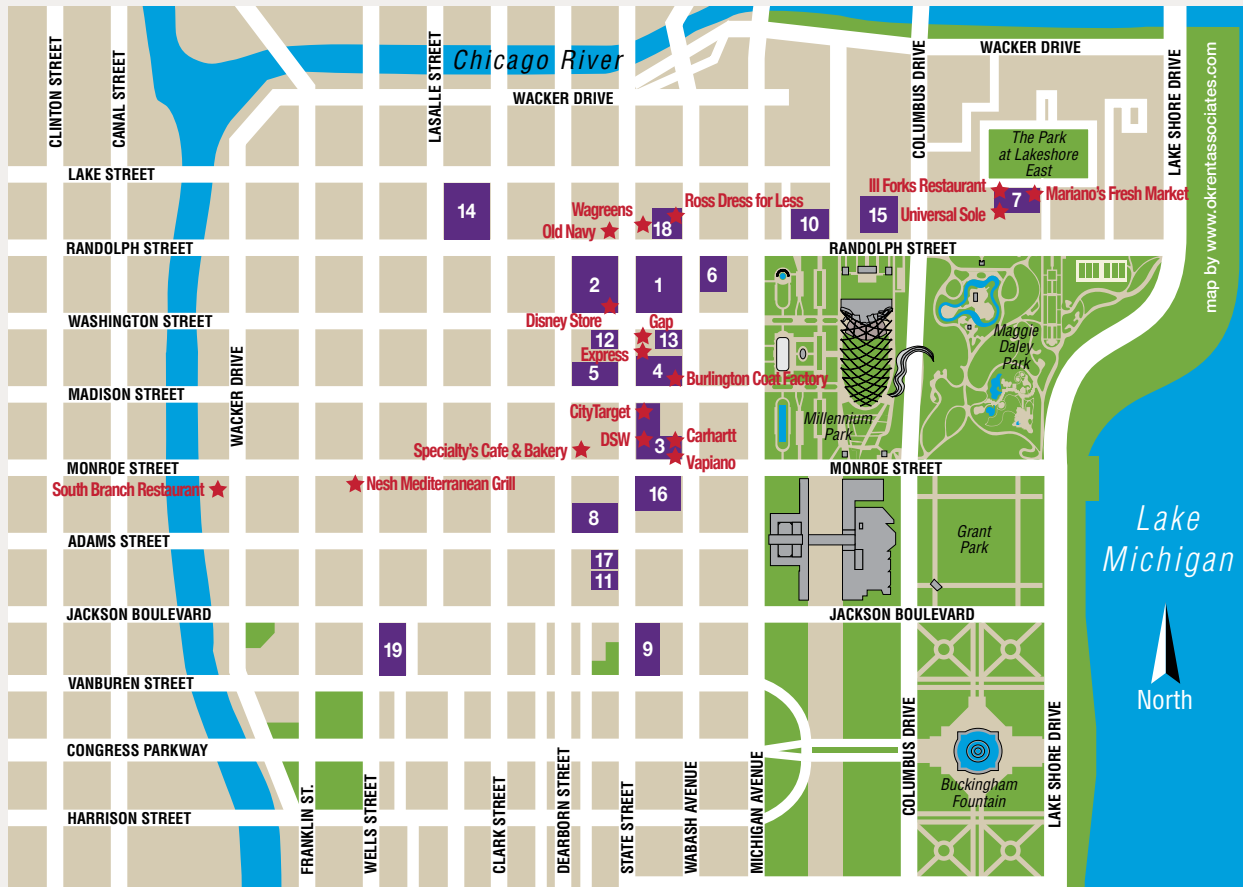 CLINTON STREET
CANAL STREET
LASALLE STREET
Chicago River
WACKER DRIVE
COLUMBUS DRIVE
WACKER DRIVE
LAKE SHORE DRIVE
map by www.okrentassociates.com
The Park
at Lakeshore
East
LAKE STREET
14
Wagreens
Old Navy
18
Ross Dress for Less
10
15
III Forks Restaurant
Universal Sole
7
Mariano's Fresh Market
RANDOLPH STREET
RANDOLPH STREET
2
1
6
Disney Store
WASHINGTON STREET
Gap
12
13
Express
5
4
Burlington Coat Factory
Maggie
Daley
Park
Millennium
Park
WACKER DRIVE
MADISON STREET
CityTarget
DSW
3
Carhartt
Vapiano
Specialty's Cafe & Bakery
MONROE STREET
MONROE STREET
South Branch Restaurant
Nesh Mediterranean Grill
16
8
Grant
Park
Lake
Michigan
ADAMS STREET
17
11
JACKSON BOULEVARD
JACKSON BOULEVARD
19
9
North
VANBUREN STREET
CONGRESS PARKWAY
HARRISON STREET
FRANKLIN ST.
WELLS STREET
CLARK STREET
DEARBORN STREET
STATE STREET
WABASH AVENUE
MICHIGAN AVENUE
COLUMBUS DRIVE
Buckingham
Fountain
LAKE SHORE DRIVE